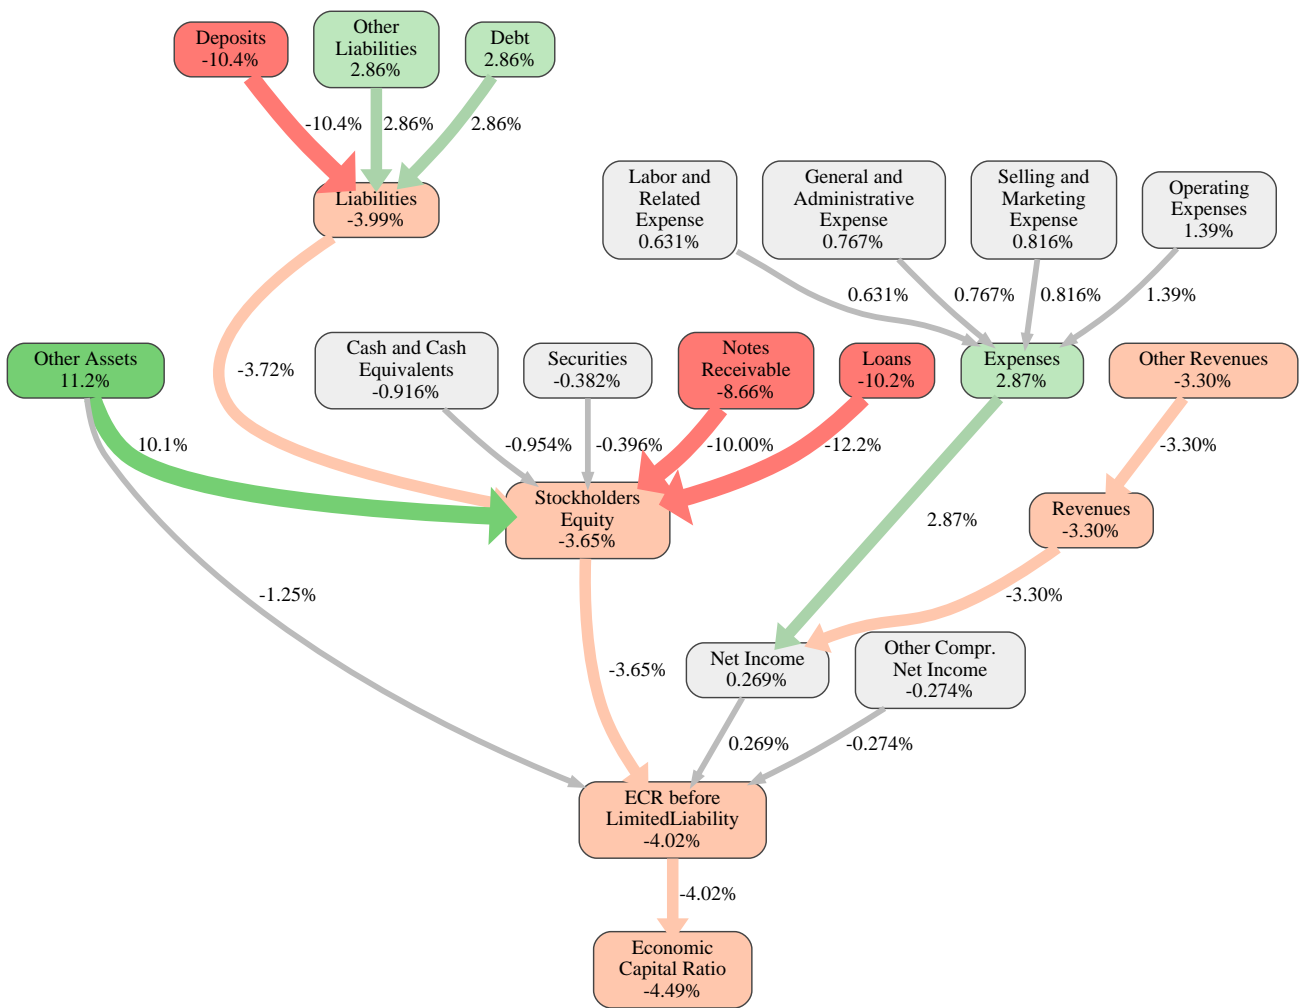 Deposits
-10.4%
Other
Liabilities
2.86%
Debt
2.86%
-10.4%
2.86%
2.86%
Liabilities
-3.99%
Labor and
Related
Expense
0.631%
General and
Administrative
Expense
0.767%
Selling and
Marketing
Expense
0.816%
Operating
Expenses
1.39%
0.631%
0.767%
0.816%
1.39%
Other Assets
11.2%
-3.72%
Cash and Cash
Equivalents
-0.916%
Securities
-0.382%
Notes
Receivable
-8.66%
Loans
-10.2%
Expenses
2.87%
Other Revenues
-3.30%
10.1%
-0.954%
-0.396%
-10.00%
-12.2%
-3.30%
Stockholders
Equity
-3.65%
2.87%
Revenues
-3.30%
-1.25%
-3.30%
-3.65%
Net Income
0.269%
Other Compr.
Net Income
-0.274%
0.269%
-0.274%
ECR before
LimitedLiability
-4.02%
-4.02%
Economic
Capital Ratio
-4.49%